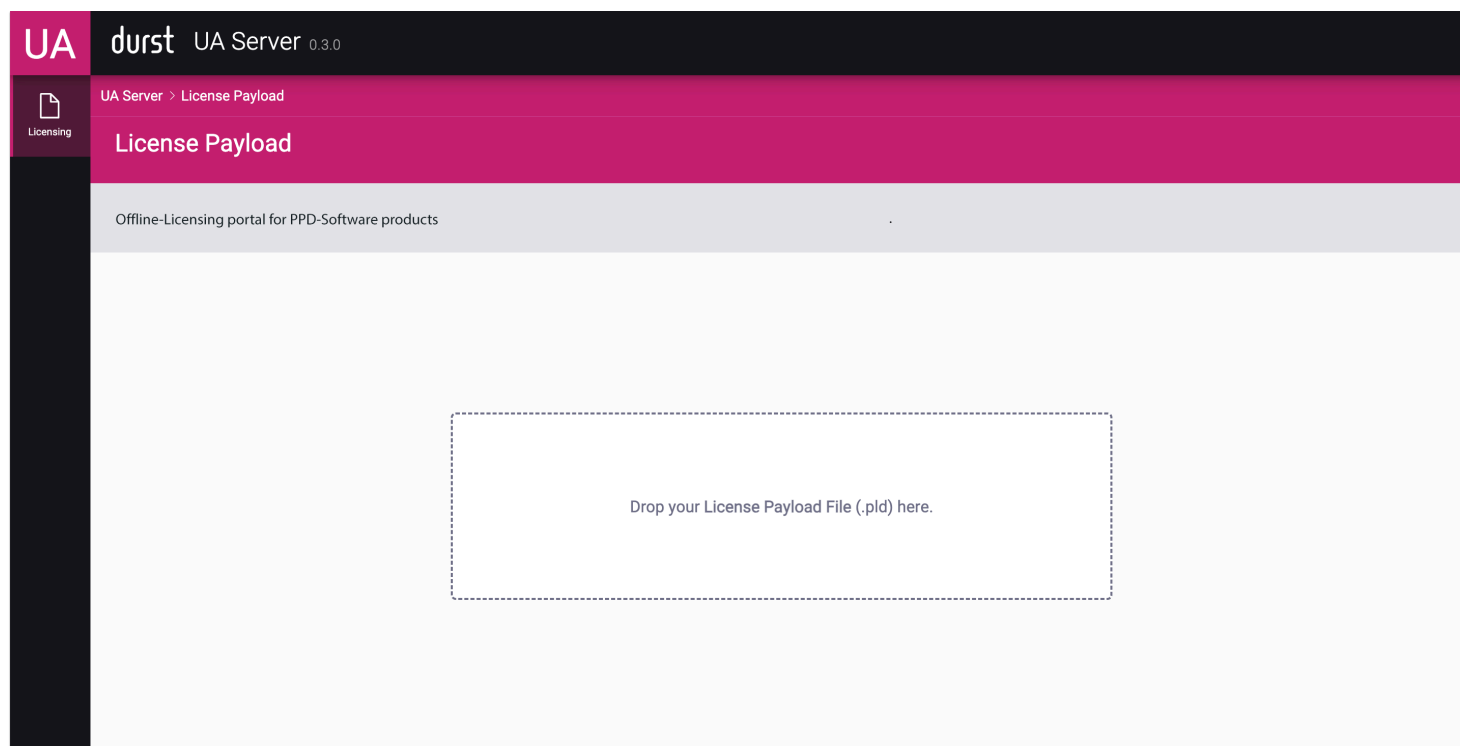 UA durst UA Server 0.3.0
Licensing
UA Server > License Payload
License Payload
Offline-Licensing portal for PPD-Software products .
Drop your License Payload File (.pld) here.